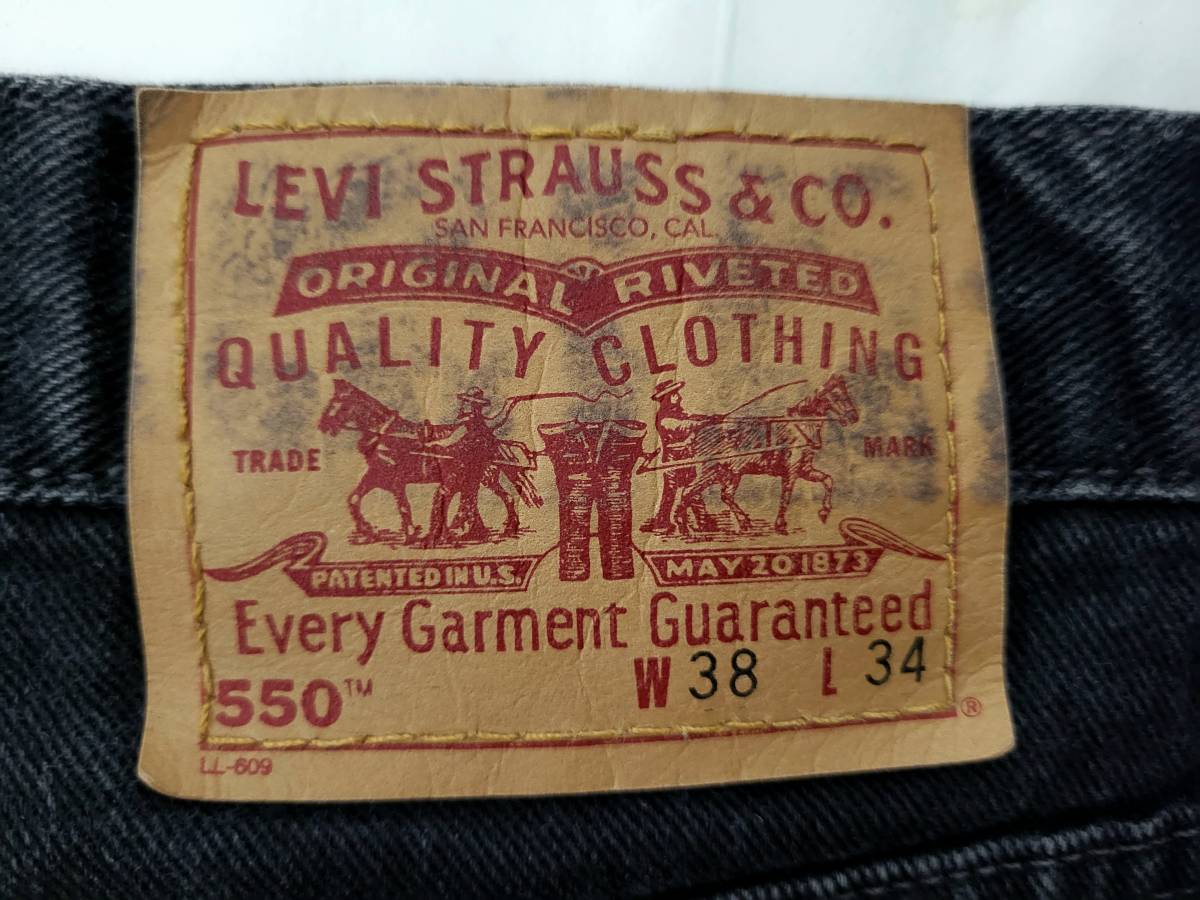 LEVI STRAUSS & CO.
SAN FRANCISCO, CAL.
ORIGINAL RIVETED
QUALITY CLOTHING
TRADE MARK
PATENTED IN U.S. MAY 20 1873
Every Garment Guaranteed
W 38 L 34
550™
®
LL-609